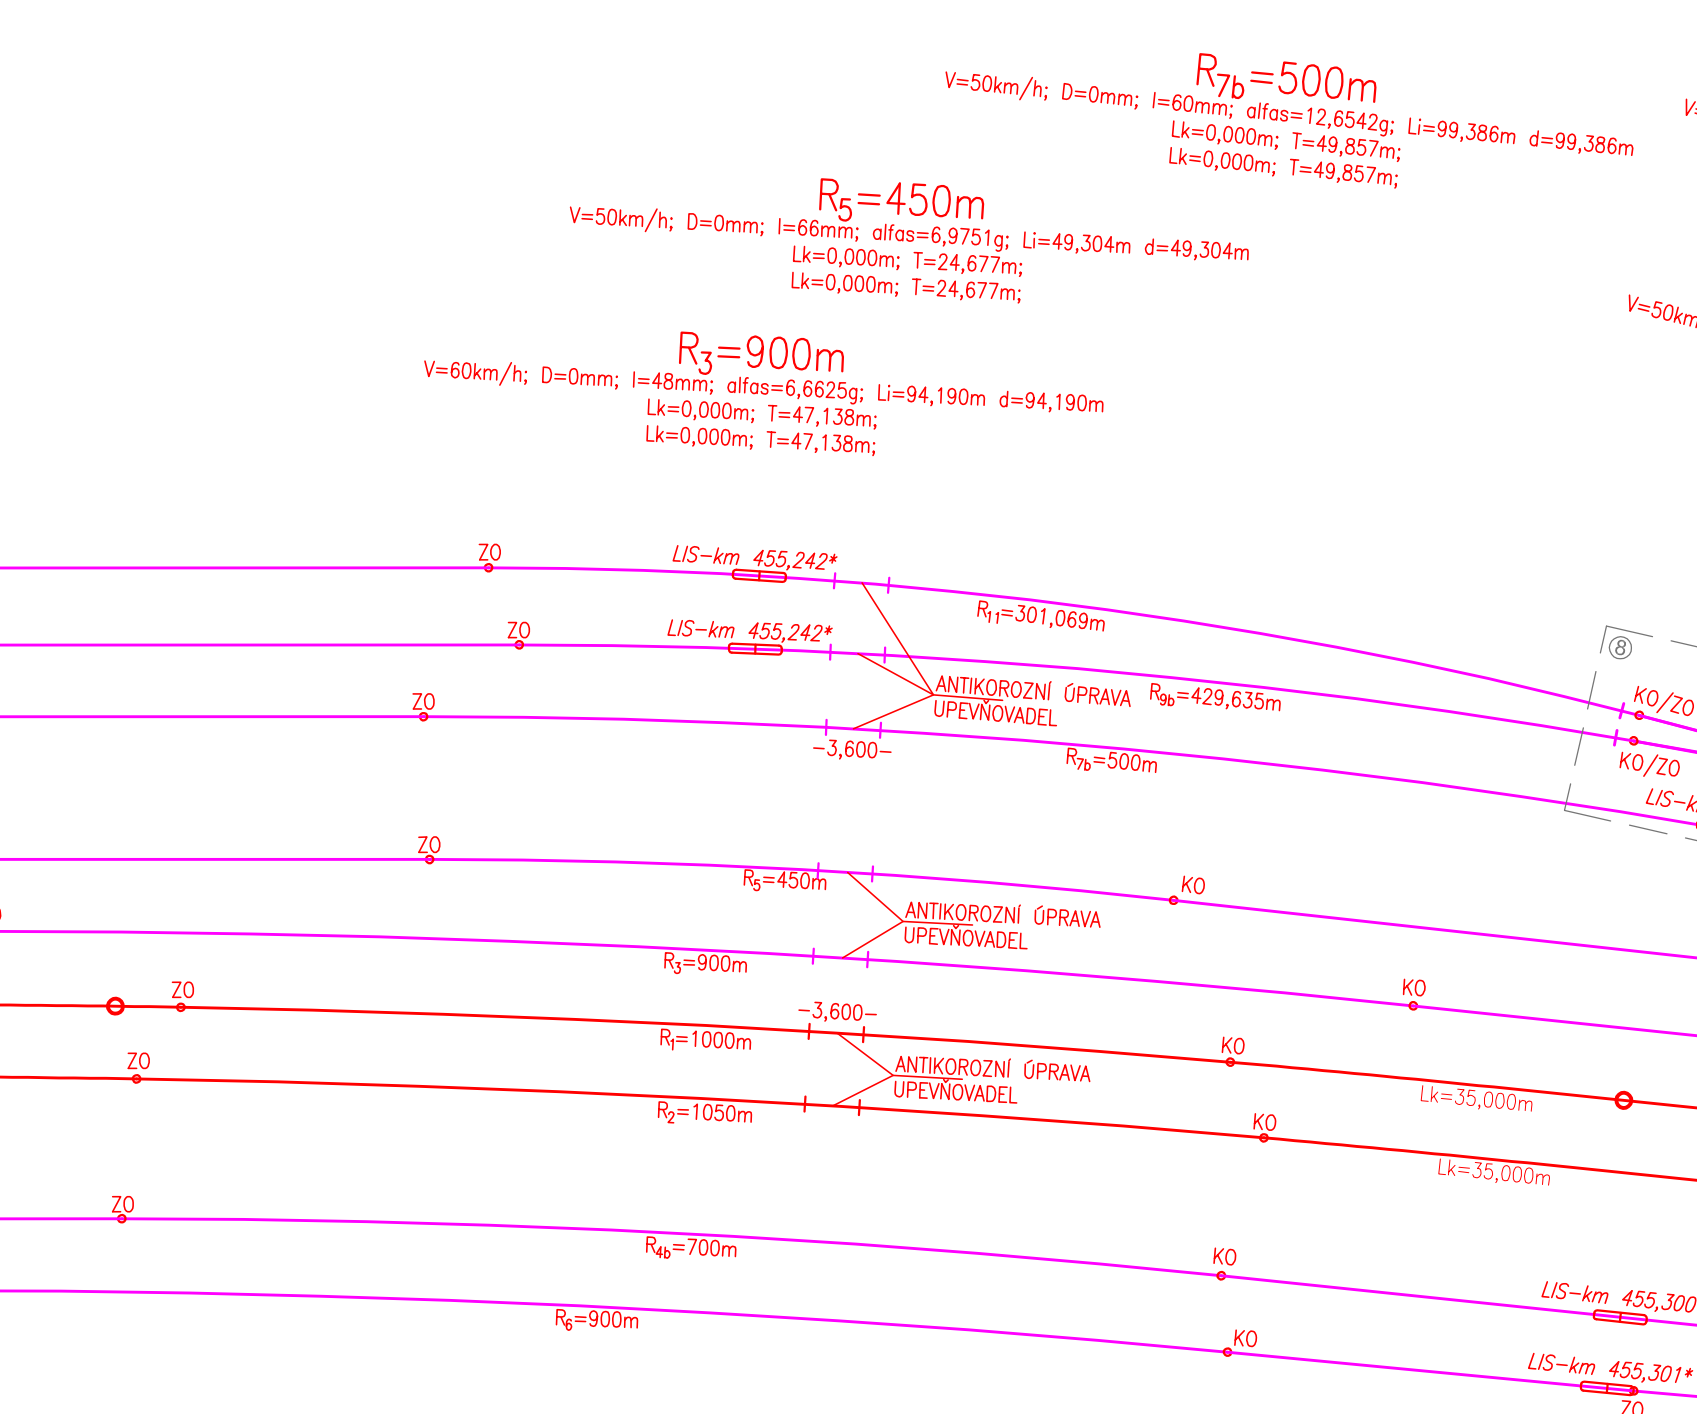 R7b=500m
V=50km/h; D=0mm; I=60mm; alfas=12,6542g; Li=99,386m d=99,386m
Lk=0,000m; T=49,857m;
Lk=0,000m; T=49,857m;
V=
R5=450m
V=50km/h; D=0mm; I=66mm; alfas=6,9751g; Li=49,304m d=49,304m
Lk=0,000m; T=24,677m;
Lk=0,000m; T=24,677m;
V=50km
R3=900m
V=60km/h; D=0mm; I=48mm; alfas=6,6625g; Li=94,190m d=94,190m
Lk=0,000m; T=47,138m;
Lk=0,000m; T=47,138m;
ZO
LIS-km 455,242*
R11=301,069m
ZO
LIS-km 455,242*
8
ANTIKOROZNÍ ÚPRAVA
UPEVŇOVADEL
R9b=429,635m
KO/ZO
ZO
-3,600-
R7b=500m
KO/ZO
LIS-k
ZO
R5=450m
KO
ANTIKOROZNÍ ÚPRAVA
UPEVŇOVADEL
R3=900m
KO
ZO
-3,600-
R1=1000m
KO
ZO
ANTIKOROZNÍ ÚPRAVA
UPEVŇOVADEL
Lk=35,000m
R2=1050m
KO
Lk=35,000m
ZO
R4b=700m
KO
LIS-km 455,300
R6=900m
KO
LIS-km 455,301*
ZO